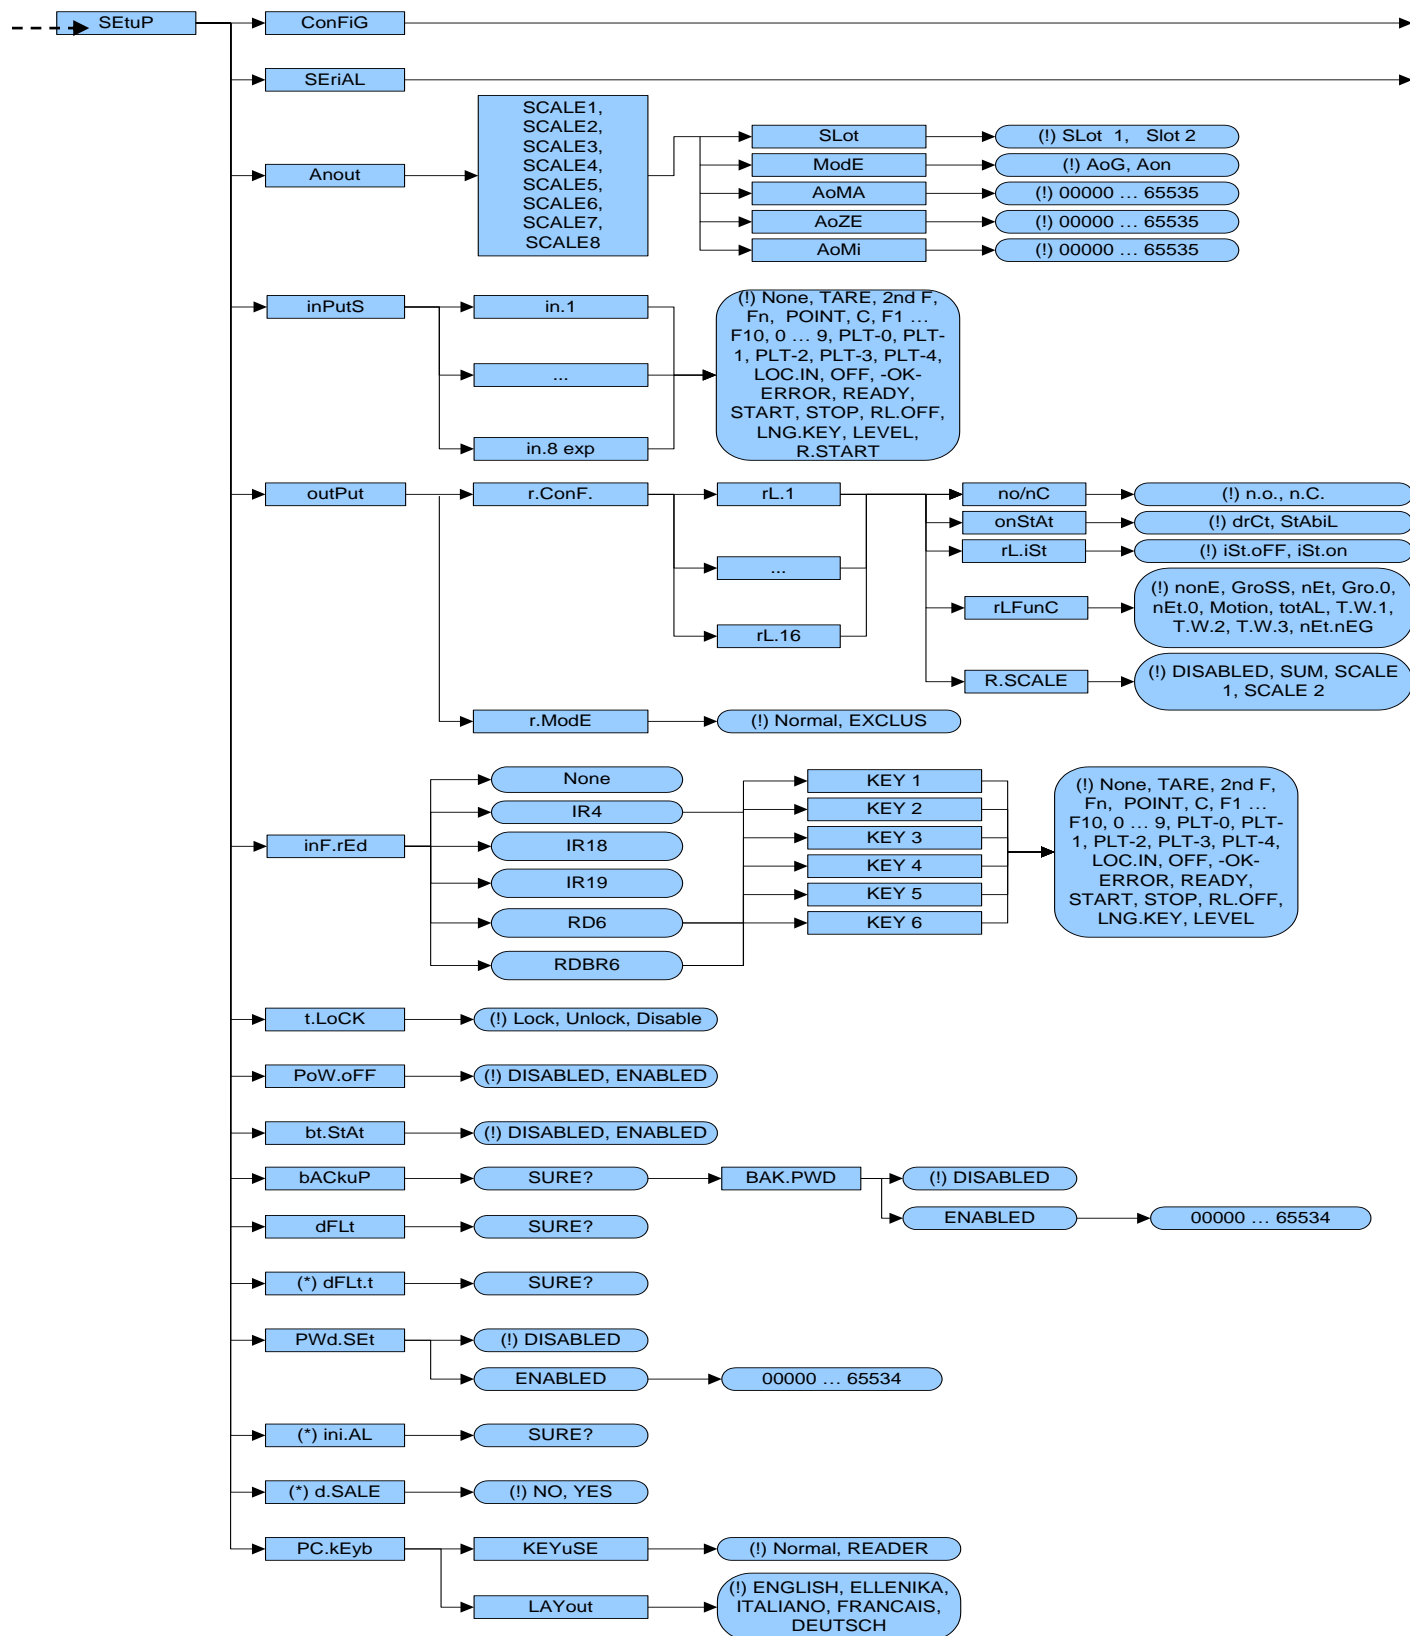 SEtuP
ConFiG
SEriAL
Anout
SCALE1,
SCALE2,
SCALE3,
SCALE4,
SCALE5,
SCALE6,
SCALE7,
SCALE8
SLot
(!) SLot 1, Slot 2
ModE
(!) AoG, Aon
AoMA
(!) 00000 … 65535
AoZE
(!) 00000 … 65535
AoMi
(!) 00000 … 65535
inPutS
in.1
...
in.8 exp
(!) None, TARE, 2nd F,
Fn, POINT, C, F1 …
F10, 0 … 9, PLT-0, PLT-
1, PLT-2, PLT-3, PLT-4,
LOC.IN, OFF, -OK-
ERROR, READY,
START, STOP, RL.OFF,
LNG.KEY, LEVEL,
R.START
outPut
r.ConF.
rL.1
...
rL.16
no/nC
(!) n.o., n.C.
onStAt
(!) drCt, StAbiL
rL.iSt
(!) iSt.oFF, iSt.on
rLFunC
(!) nonE, GroSS, nEt, Gro.0,
nEt.0, Motion, totAL, T.W.1,
T.W.2, T.W.3, nEt.nEG
R.SCALE
(!) DISABLED, SUM, SCALE
1, SCALE 2
r.ModE
(!) Normal, EXCLUS
inF.rEd
None
IR4
IR18
IR19
RD6
RDBR6
KEY 1
KEY 2
KEY 3
KEY 4
KEY 5
KEY 6
(!) None, TARE, 2nd F,
Fn, POINT, C, F1 …
F10, 0 … 9, PLT-0, PLT-
1, PLT-2, PLT-3, PLT-4,
LOC.IN, OFF, -OK-
ERROR, READY,
START, STOP, RL.OFF,
LNG.KEY, LEVEL
t.LoCK
(!) Lock, Unlock, Disable
PoW.oFF
(!) DISABLED, ENABLED
bt.StAt
(!) DISABLED, ENABLED
bACkuP
SURE?
BAK.PWD
(!) DISABLED
ENABLED
00000 … 65534
dFLt
SURE?
(*) dFLt.t
SURE?
PWd.SEt
(!) DISABLED
ENABLED
00000 … 65534
(*) ini.AL
SURE?
(*) d.SALE
(!) NO, YES
PC.kEyb
KEYuSE
(!) Normal, READER
LAYout
(!) ENGLISH, ELLENIKA,
ITALIANO, FRANCAIS,
DEUTSCH